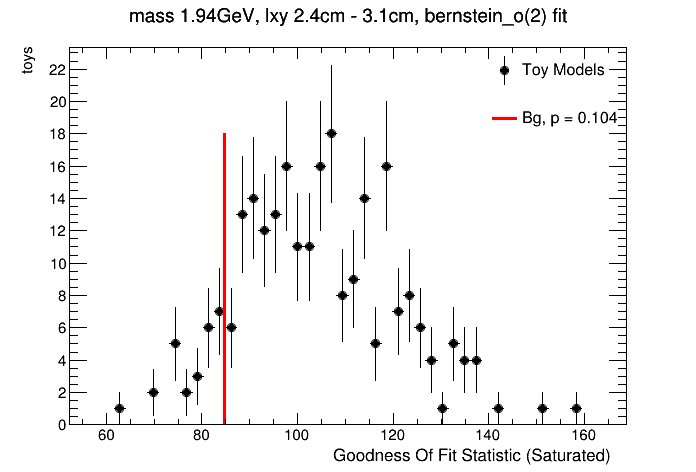 mass 1.94GeV, lxy 2.4cm - 3.1cm, bernstein_o(2) fit
toys
Toy Models
Bg, p = 0.104
22
20
18
16
14
12
10
8
6
4
2
0
60 80 100 120 140 160
Goodness Of Fit Statistic (Saturated)